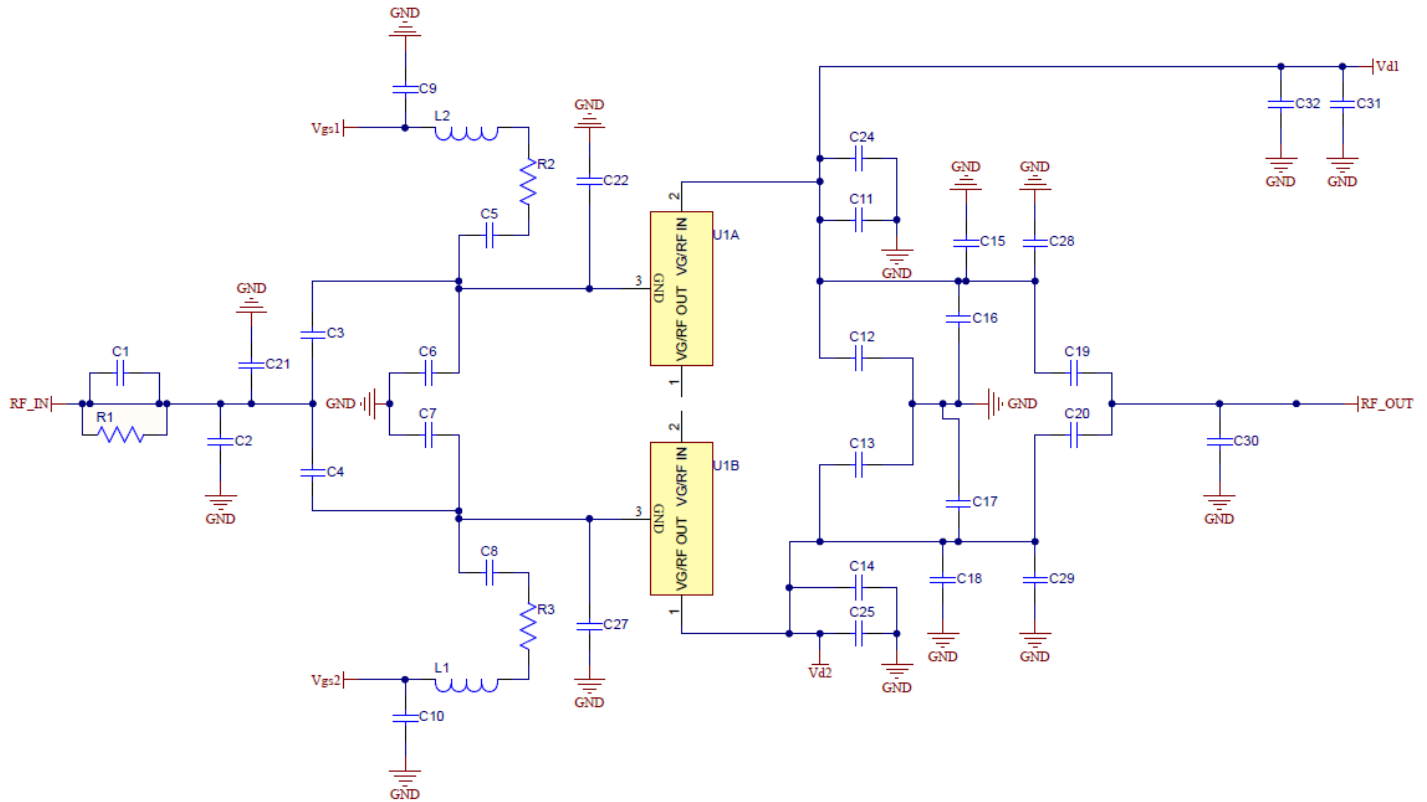 GND
C9
Vgs1
L2
R2
GND
C22
C5
2
VG/RF IN
U1A
3
GND
VG/RF OUT
1
Vd1
C32
C31
GND
GND
C24
C11
GND
GND
GND
C15
C28
C16
C12
C19
GND
C21
C3
C1
C6
RF_IN
R1
GND
C7
C2
GND
C4
GND
RF_OUT
C20
C30
GND
C13
C17
2
VG/RF IN
U1B
3
GND
VG/RF OUT
1
C8
R3
C27
GND
L1
Vgs2
C10
GND
C14
C25
Vd2
GND
C18
GND
C29
GND